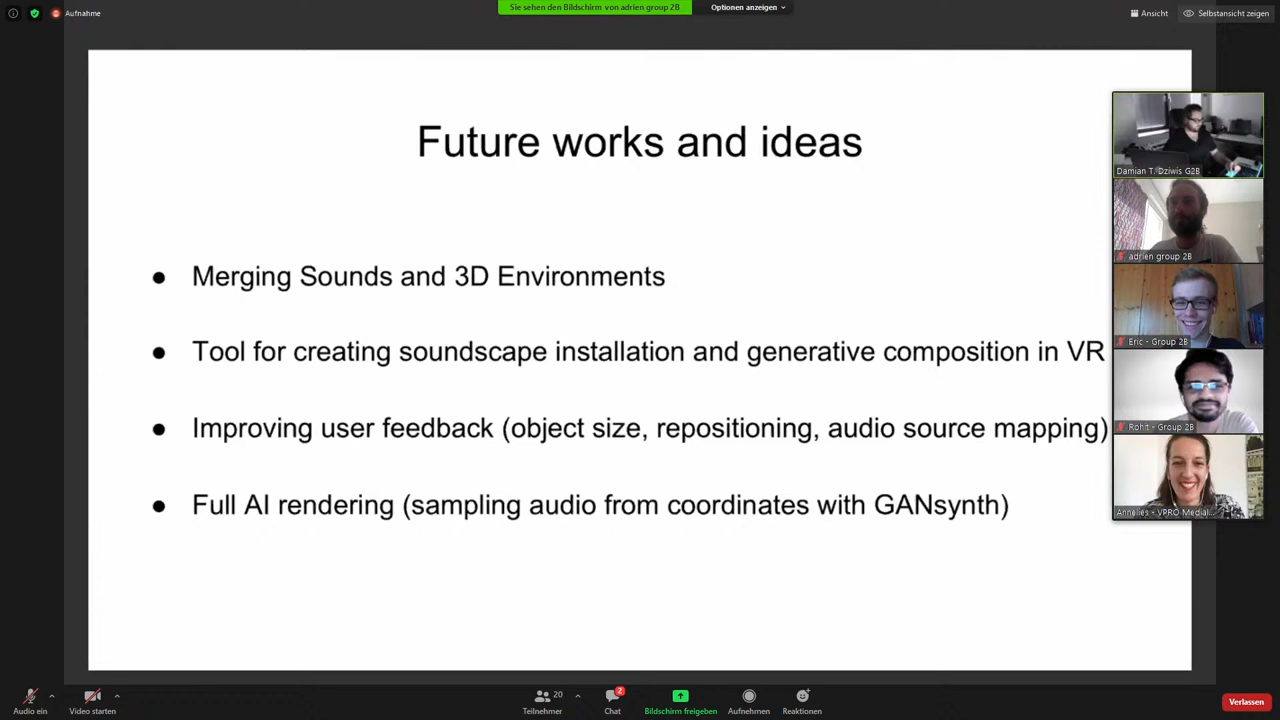 Aufnahme
Sie sehen den Bildschirm von adrien group 2B
Optionen anzeigen
Ansicht
Selbstansicht zeigen
Future works and ideas
● Merging Sounds and 3D Environments
● Tool for creating soundscape installation and generative composition in VR
● Improving user feedback (object size, repositioning, audio source mapping)
● Full AI rendering (sampling audio from coordinates with GANsynth)
Damian T. Dziwis G2B
adrien group 2B
Eric - Group 2B
Rohit - Group 2B
Annelies - VPRO Medial...
Audio ein
Video starten
20
Teilnehmer
2
Chat
Bildschirm freigeben
Aufnehmen
Reaktionen
Verlassen